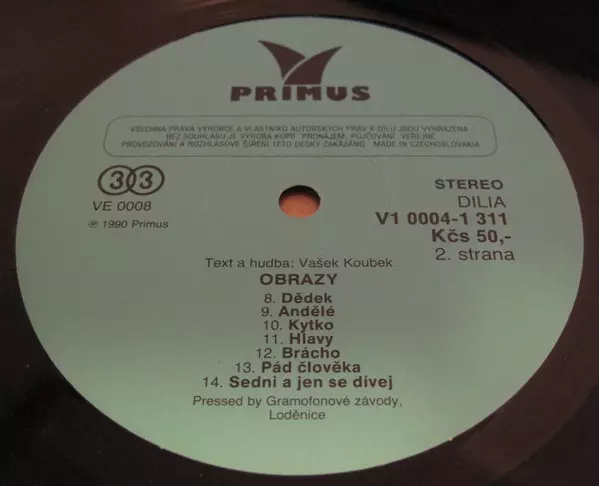 PRIMUS
VŠECHNA PRÁVA VÝROBCE A VLASTNÍKŮ AUTORSKÝCH PRÁV K DÍLU JSOU VYHRAZENA
BEZ SOUHLASU JE VÝROBA KOPIÍ, PRONÁJEM, PŮJČOVÁNÍ, VEŘEJNÉ
PROVOZOVÁNÍ A ROZHLASOVÉ ŠÍŘENÍ TÉTO DESKY ZAKÁZÁNO. MADE IN CZECHOSLOVAKIA
33
VE 0008
℗ 1990 Primus
STEREO
DILIA
V1 0004-1 311
Kčs 50,-
2. strana
Text a hudba: Vašek Koubek
OBRAZY
8. Dědek
9. Andělé
10. Kytko
11. Hlavy
12. Brácho
13. Pád člověka
14. Sedni a jen se dívej
Pressed by Gramofonové závody,
Loděnice